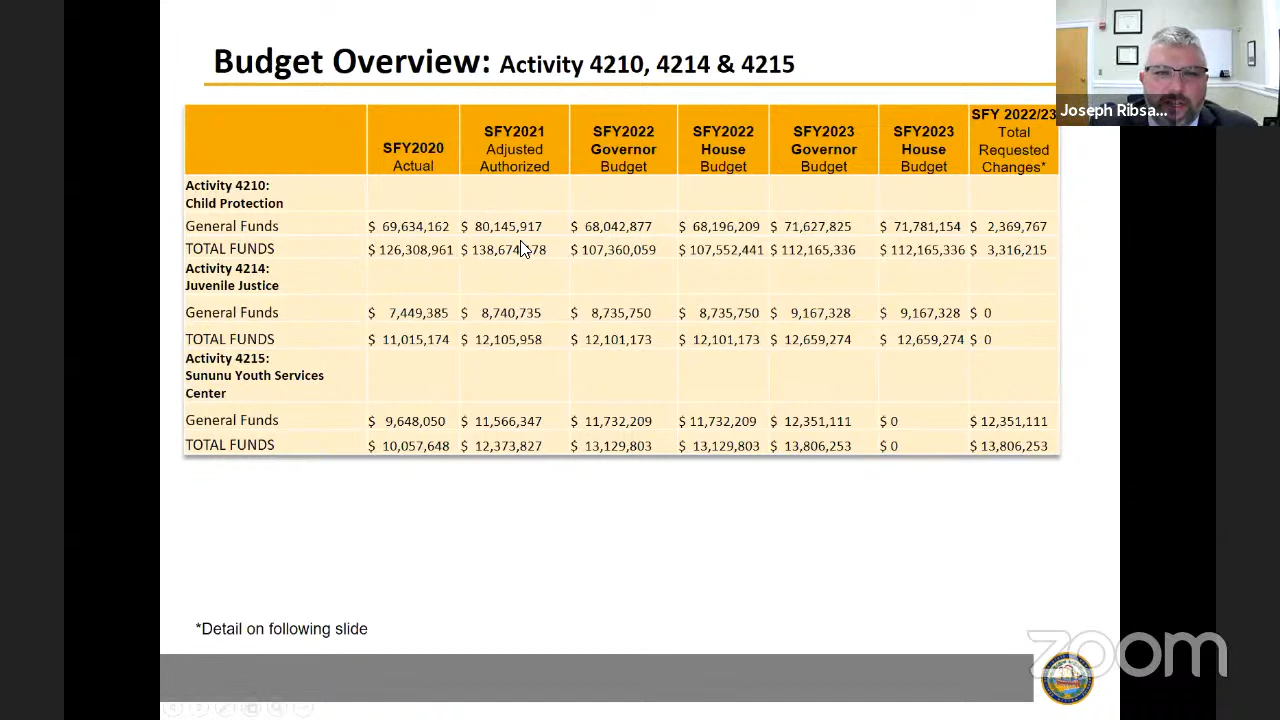 Budget Overview: Activity 4210, 4214 & 4215
Joseph Ribsa...
SFY2020 Actual
SFY2021 Adjusted Authorized
SFY2022 Governor Budget
SFY2022 House Budget
SFY2023 Governor Budget
SFY2023 House Budget
SFY 2022/23 Total Requested Changes*
Activity 4210:
Child Protection
General Funds $ 69,634,162 $ 80,145,917 $ 68,042,877 $ 68,196,209 $ 71,627,825 $ 71,781,154 $ 2,369,767
TOTAL FUNDS $ 126,308,961 $ 107,360,059 $ 107,552,441 $ 112,165,336 $ 112,165,336 $ 3,316,215
Activity 4214:
Juvenile Justice
General Funds $ 7,449,385 $ 8,740,735 $ 8,735,750 $ 8,735,750 $ 9,167,328 $ 9,167,328 $ 0
TOTAL FUNDS $ 11,015,174 $ 12,105,958 $ 12,101,173 $ 12,101,173 $ 12,659,274 $ 12,659,274 $ 0
Activity 4215:
Sununu Youth Services
Center
General Funds $ 9,648,050 $ 11,566,347 $ 11,732,209 $ 11,732,209 $ 12,351,111 $ 0 $ 12,351,111
TOTAL FUNDS $ 10,057,648 $ 12,373,827 $ 13,129,803 $ 13,129,803 $ 13,806,253 $ 0 $ 13,806,253
*Detail on following slide
zoom